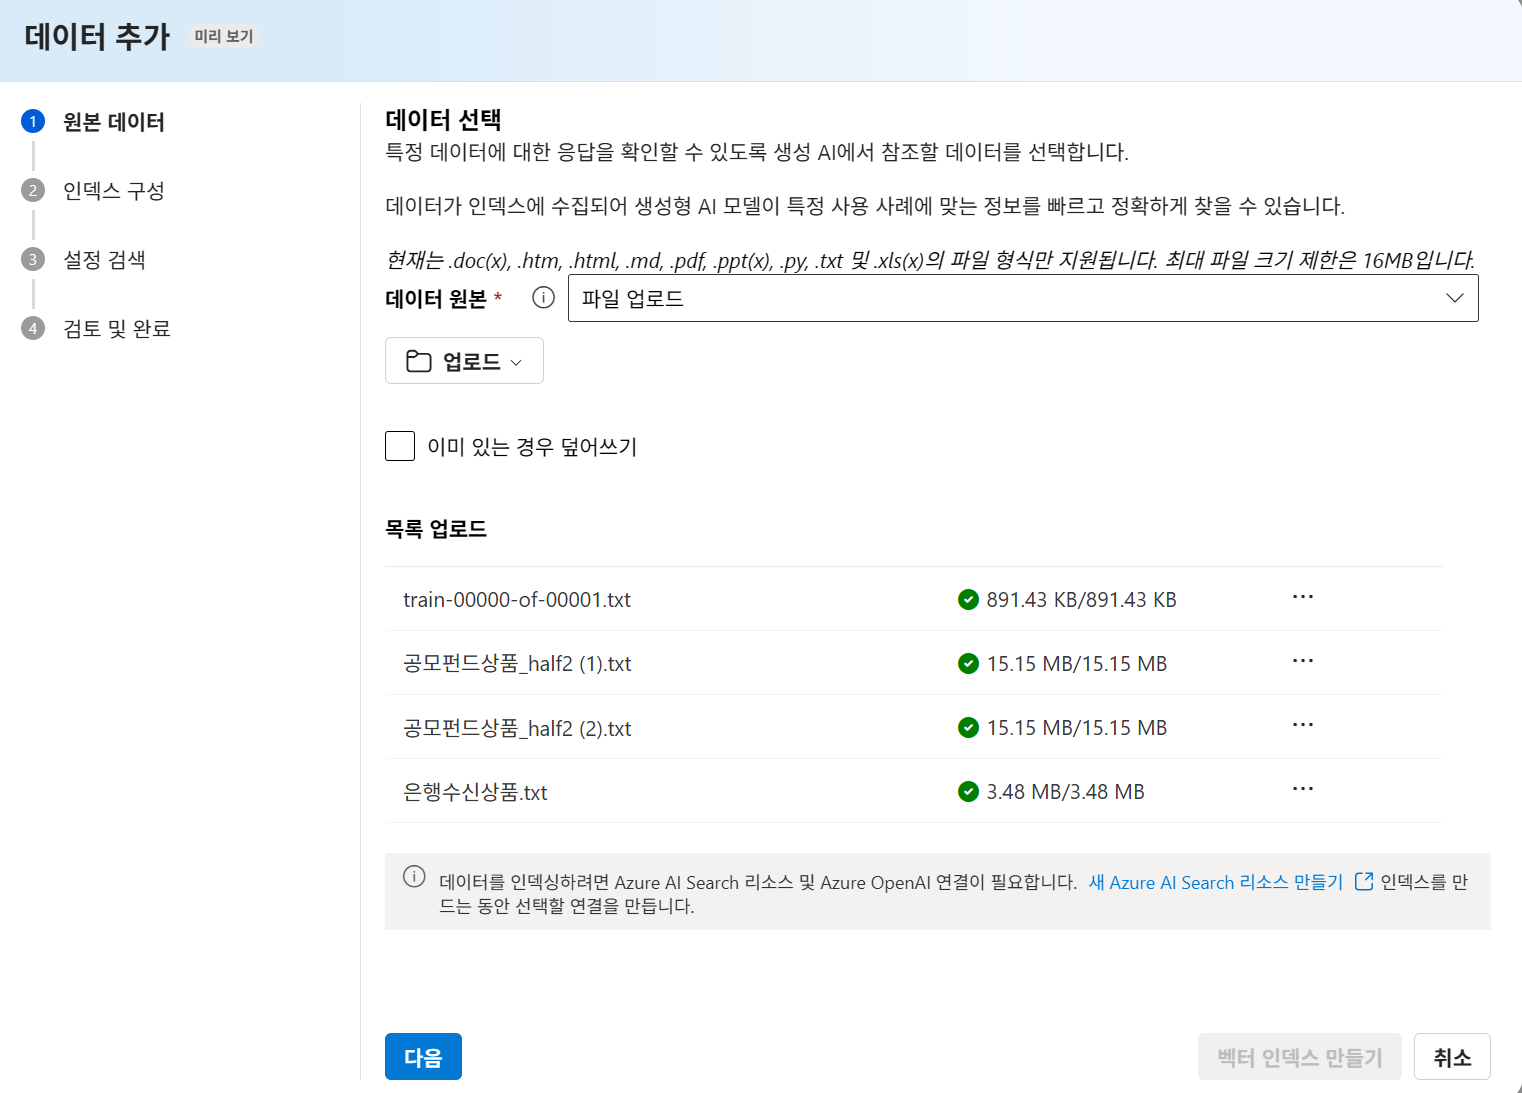 데이터 추가 미리 보기
1 원본 데이터
2 인덱스 구성
3 설정 검색
4 검토 및 완료
데이터 선택
특정 데이터에 대한 응답을 확인할 수 있도록 생성 AI에서 참조할 데이터를 선택합니다.
데이터가 인덱스에 수집되어 생성형 AI 모델이 특정 사용 사례에 맞는 정보를 빠르고 정확하게 찾을 수 있습니다.
현재는 .doc(x), .htm, .html, .md, .pdf, .ppt(x), .py, .txt 및 .xls(x)의 파일 형식만 지원됩니다. 최대 파일 크기 제한은 16MB입니다.
데이터 원본 * 파일 업로드
업로드
이미 있는 경우 덮어쓰기
목록 업로드
train-00000-of-00001.txt 891.43 KB/891.43 KB ...
공모펀드상품_half2 (1).txt 15.15 MB/15.15 MB ...
공모펀드상품_half2 (2).txt 15.15 MB/15.15 MB ...
은행수신상품.txt 3.48 MB/3.48 MB ...
데이터를 인덱싱하려면 Azure AI Search 리소스 및 Azure OpenAI 연결이 필요합니다. 새 Azure AI Search 리소스 만들기 인덱스를 만
드는 동안 선택할 연결을 만듭니다.
다음 벡터 인덱스 만들기 취소